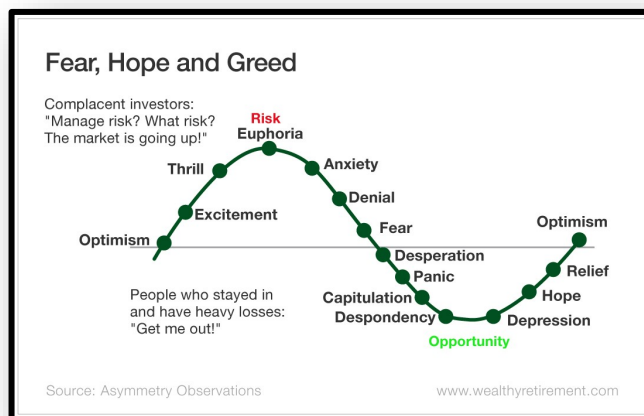 Fear, Hope and Greed
Complacent investors:
"Manage risk? What risk?
The market is going up!"
Risk
Euphoria
Thrill
Anxiety
Excitement
Denial
Optimism
Fear
Optimism
Desperation
Panic
Relief
Capitulation
Hope
Despondency
Depression
Opportunity
People who stayed in
and have heavy losses:
"Get me out!"
Source: Asymmetry Observations
www.wealthyretirement.com